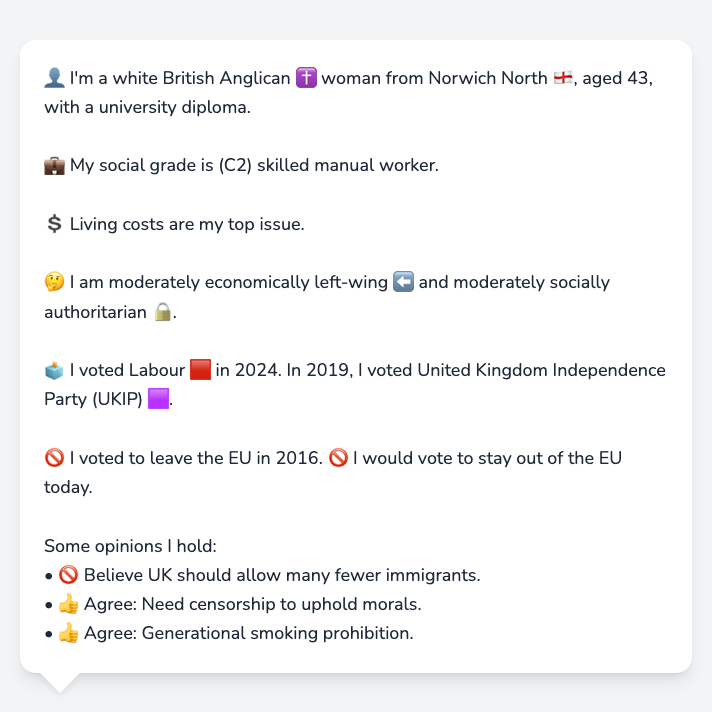 👤 I'm a white British Anglican ✝️ woman from Norwich North 🏴󠁧󠁢󠁥󠁮󠁧󠁿, aged 43,
with a university diploma.
💼 My social grade is (C2) skilled manual worker.
💲 Living costs are my top issue.
🤔 I am moderately economically left-wing ⬅️ and moderately socially
authoritarian 🔒.
🗳️ I voted Labour 🟥 in 2024. In 2019, I voted United Kingdom Independence
Party (UKIP) 🟪.
🚫 I voted to leave the EU in 2016. 🚫 I would vote to stay out of the EU
today.
Some opinions I hold:
• 🚫 Believe UK should allow many fewer immigrants.
• 👍 Agree: Need censorship to uphold morals.
• 👍 Agree: Generational smoking prohibition.